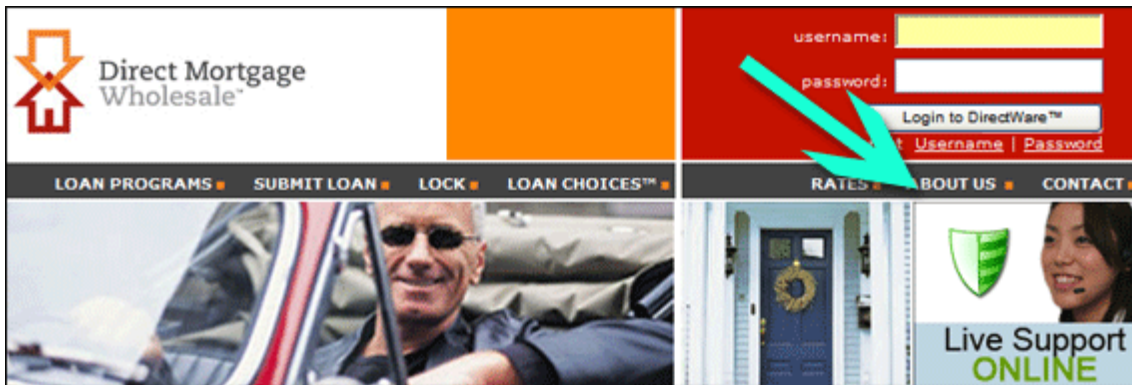 Direct Mortgage
Wholesale™
username:
password:
Login to DirectWare™
Username | Password
LOAN PROGRAMS SUBMIT LOAN LOCK LOAN CHOICES™ RATES ABOUT US CONTACT
Live Support
ONLINE